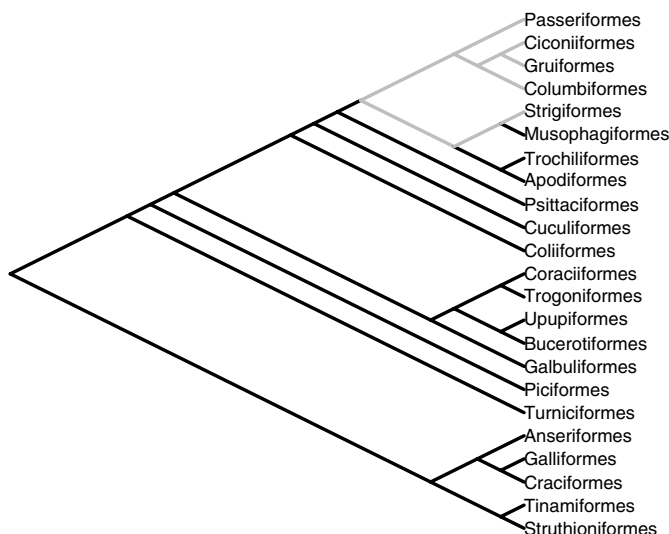 Passeriformes
Ciconiiformes
Gruiformes
Columbiformes
Strigiformes
Musophagiformes
Trochiliformes
Apodiformes
Psittaciformes
Cuculiformes
Coliiformes
Coraciiformes
Trogoniformes
Upupiformes
Bucerotiformes
Galbuliformes
Piciformes
Turniciformes
Anseriformes
Galliformes
Craciformes
Tinamiformes
Struthioniformes